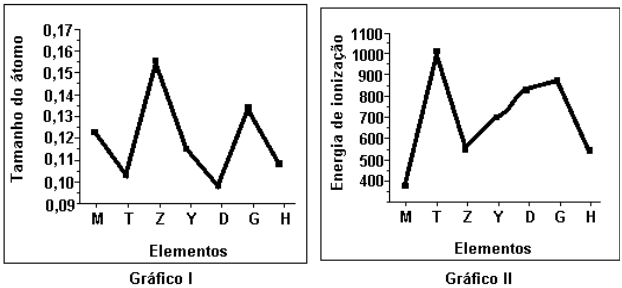 Tamanho do átomo
0,17
0,16
0,15
0,14
0,13
0,12
0,11
0,10
0,09
M T Z Y D G H
Elementos
Gráfico I
Energia de ionização
1100
1000
900
800
700
600
500
400
M T Z Y D G H
Elementos
Gráfico II